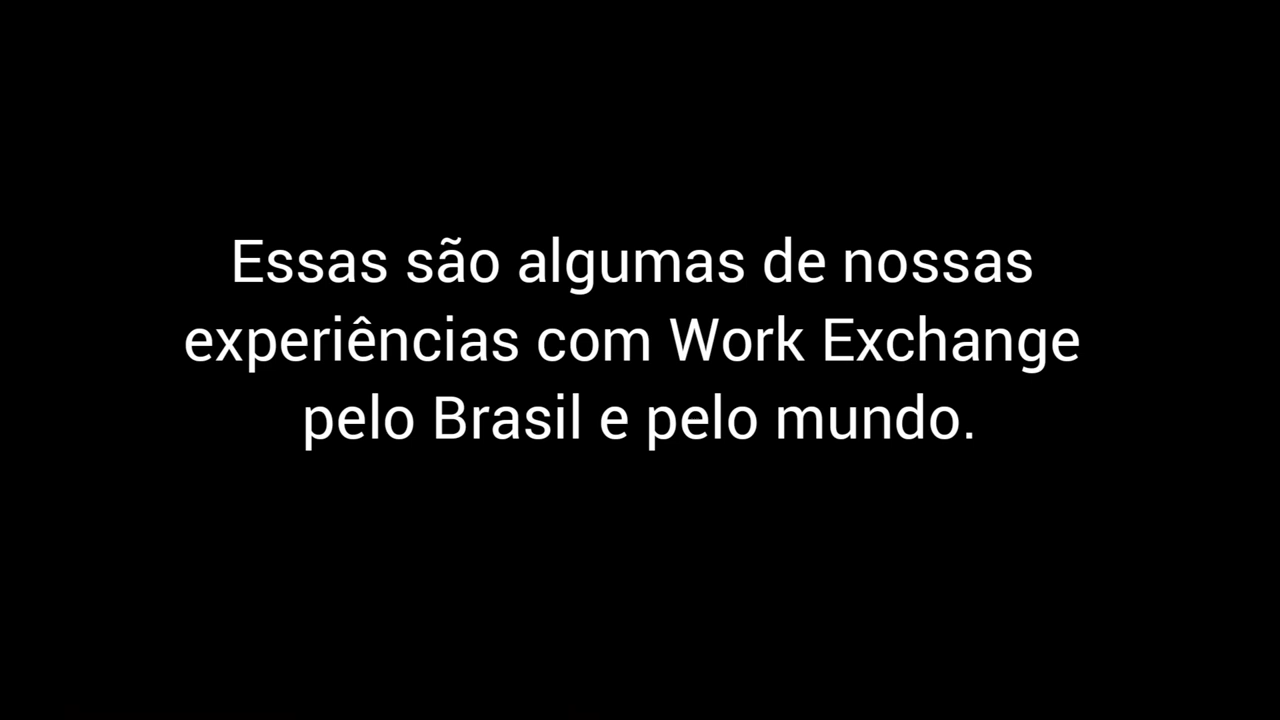 Essas são algumas de nossas
experiências com Work Exchange
pelo Brasil e pelo mundo.